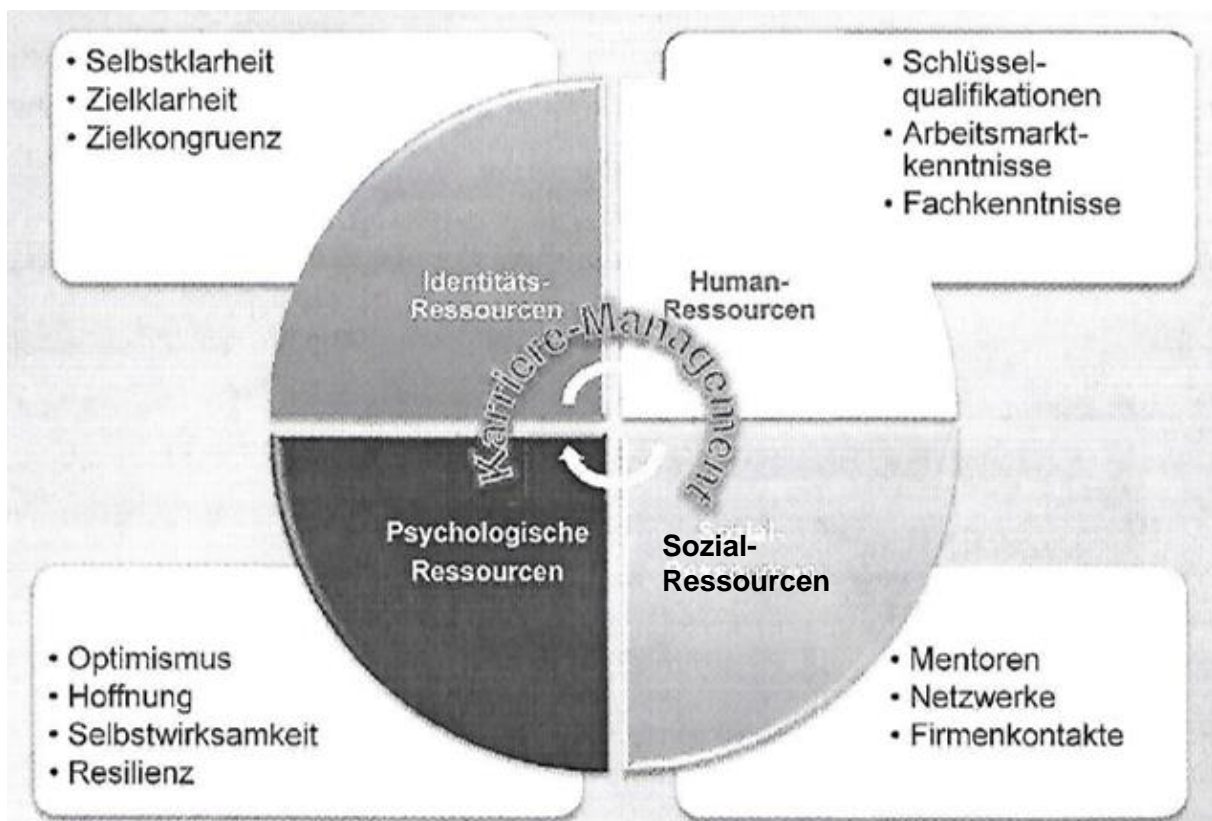 • Selbstklarheit
• Zielklarheit
• Zielkongruenz
• Schlüssel-
qualifikationen
• Arbeitsmarkt-
kenntnisse
• Fachkenntnisse
Identitäts-
Ressourcen
Human-
Ressourcen
Karriere-Management
Psychologische
Ressourcen
Sozial-
Ressourcen
• Optimismus
• Hoffnung
• Selbstwirksamkeit
• Resilienz
• Mentoren
• Netzwerke
• Firmenkontakte